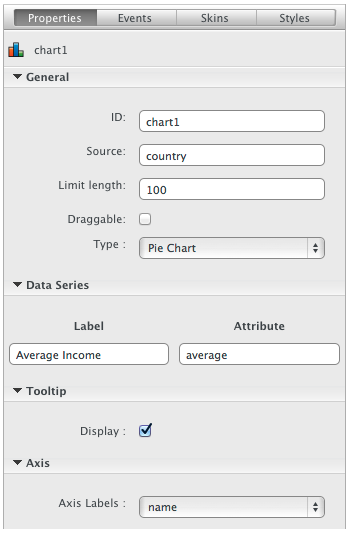 Properties Events Skins Styles
chart1
General
ID: chart1
Source: country
Limit length: 100
Draggable:
Type : Pie Chart
Data Series
Label Attribute
Average Income average
Tooltip
Display :
Axis
Axis Labels : name